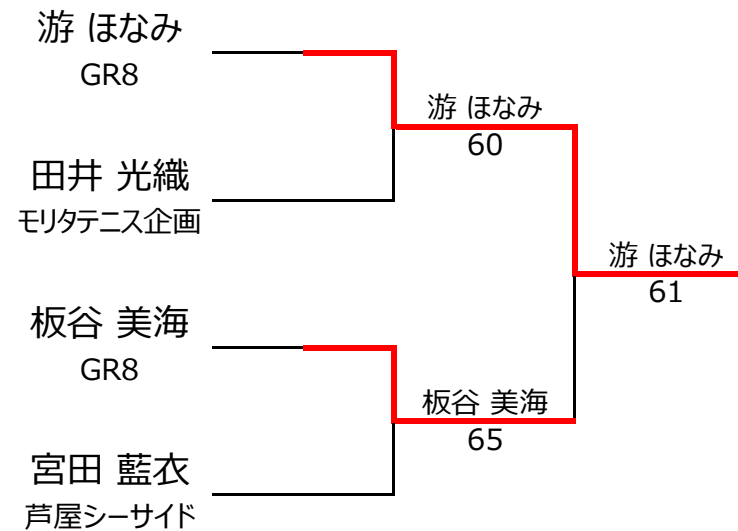 游 ほなみ
GR8
田井 光織
モリタテニス企画
板谷 美海
GR8
宮田 藍衣
芦屋シーサイド
游 ほなみ
60
板谷 美海
65
游 ほなみ
61